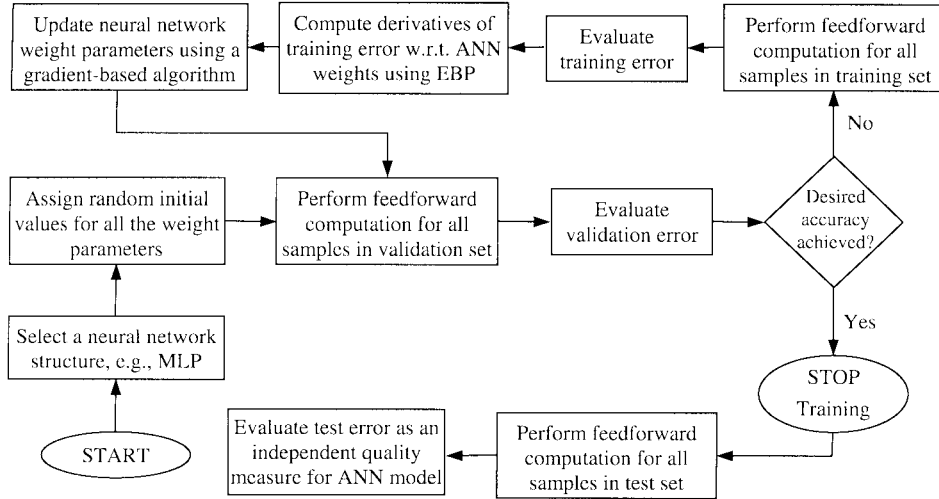 Update neural network
weight parameters using a
gradient-based algorithm
Compute derivatives of
training error w.r.t. ANN
weights using EBP
Evaluate
training error
Perform feedforward
computation for all
samples in training set
No
Assign random initial
values for all the weight
parameters
Perform feedforward
computation for all
samples in validation set
Evaluate
validation error
Desired
accuracy
achieved?
Yes
Select a neural network
structure, e.g., MLP
STOP
Training
START
Evaluate test error as an
independent quality
measure for ANN model
Perform feedforward
computation for all
samples in test set